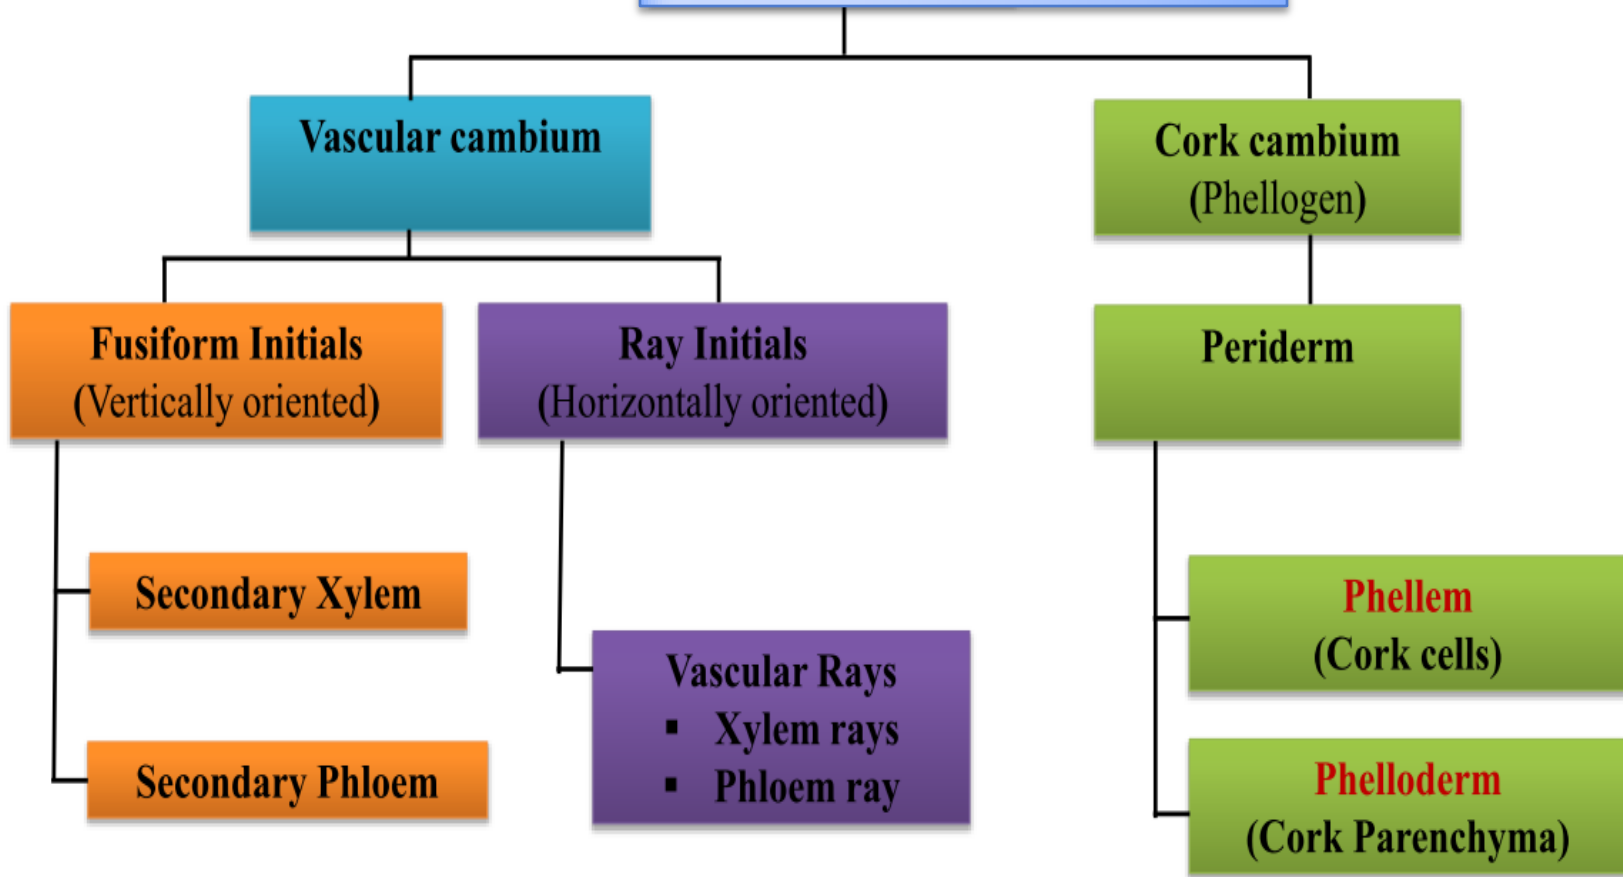 Vascular cambium
Cork cambium
(Phellogen)
Fusiform Initials
(Vertically oriented)
Ray Initials
(Horizontally oriented)
Periderm
Secondary Xylem
Secondary Phloem
Vascular Rays
▪ Xylem rays
▪ Phloem ray
Phellem
(Cork cells)
Phelloderm
(Cork Parenchyma)